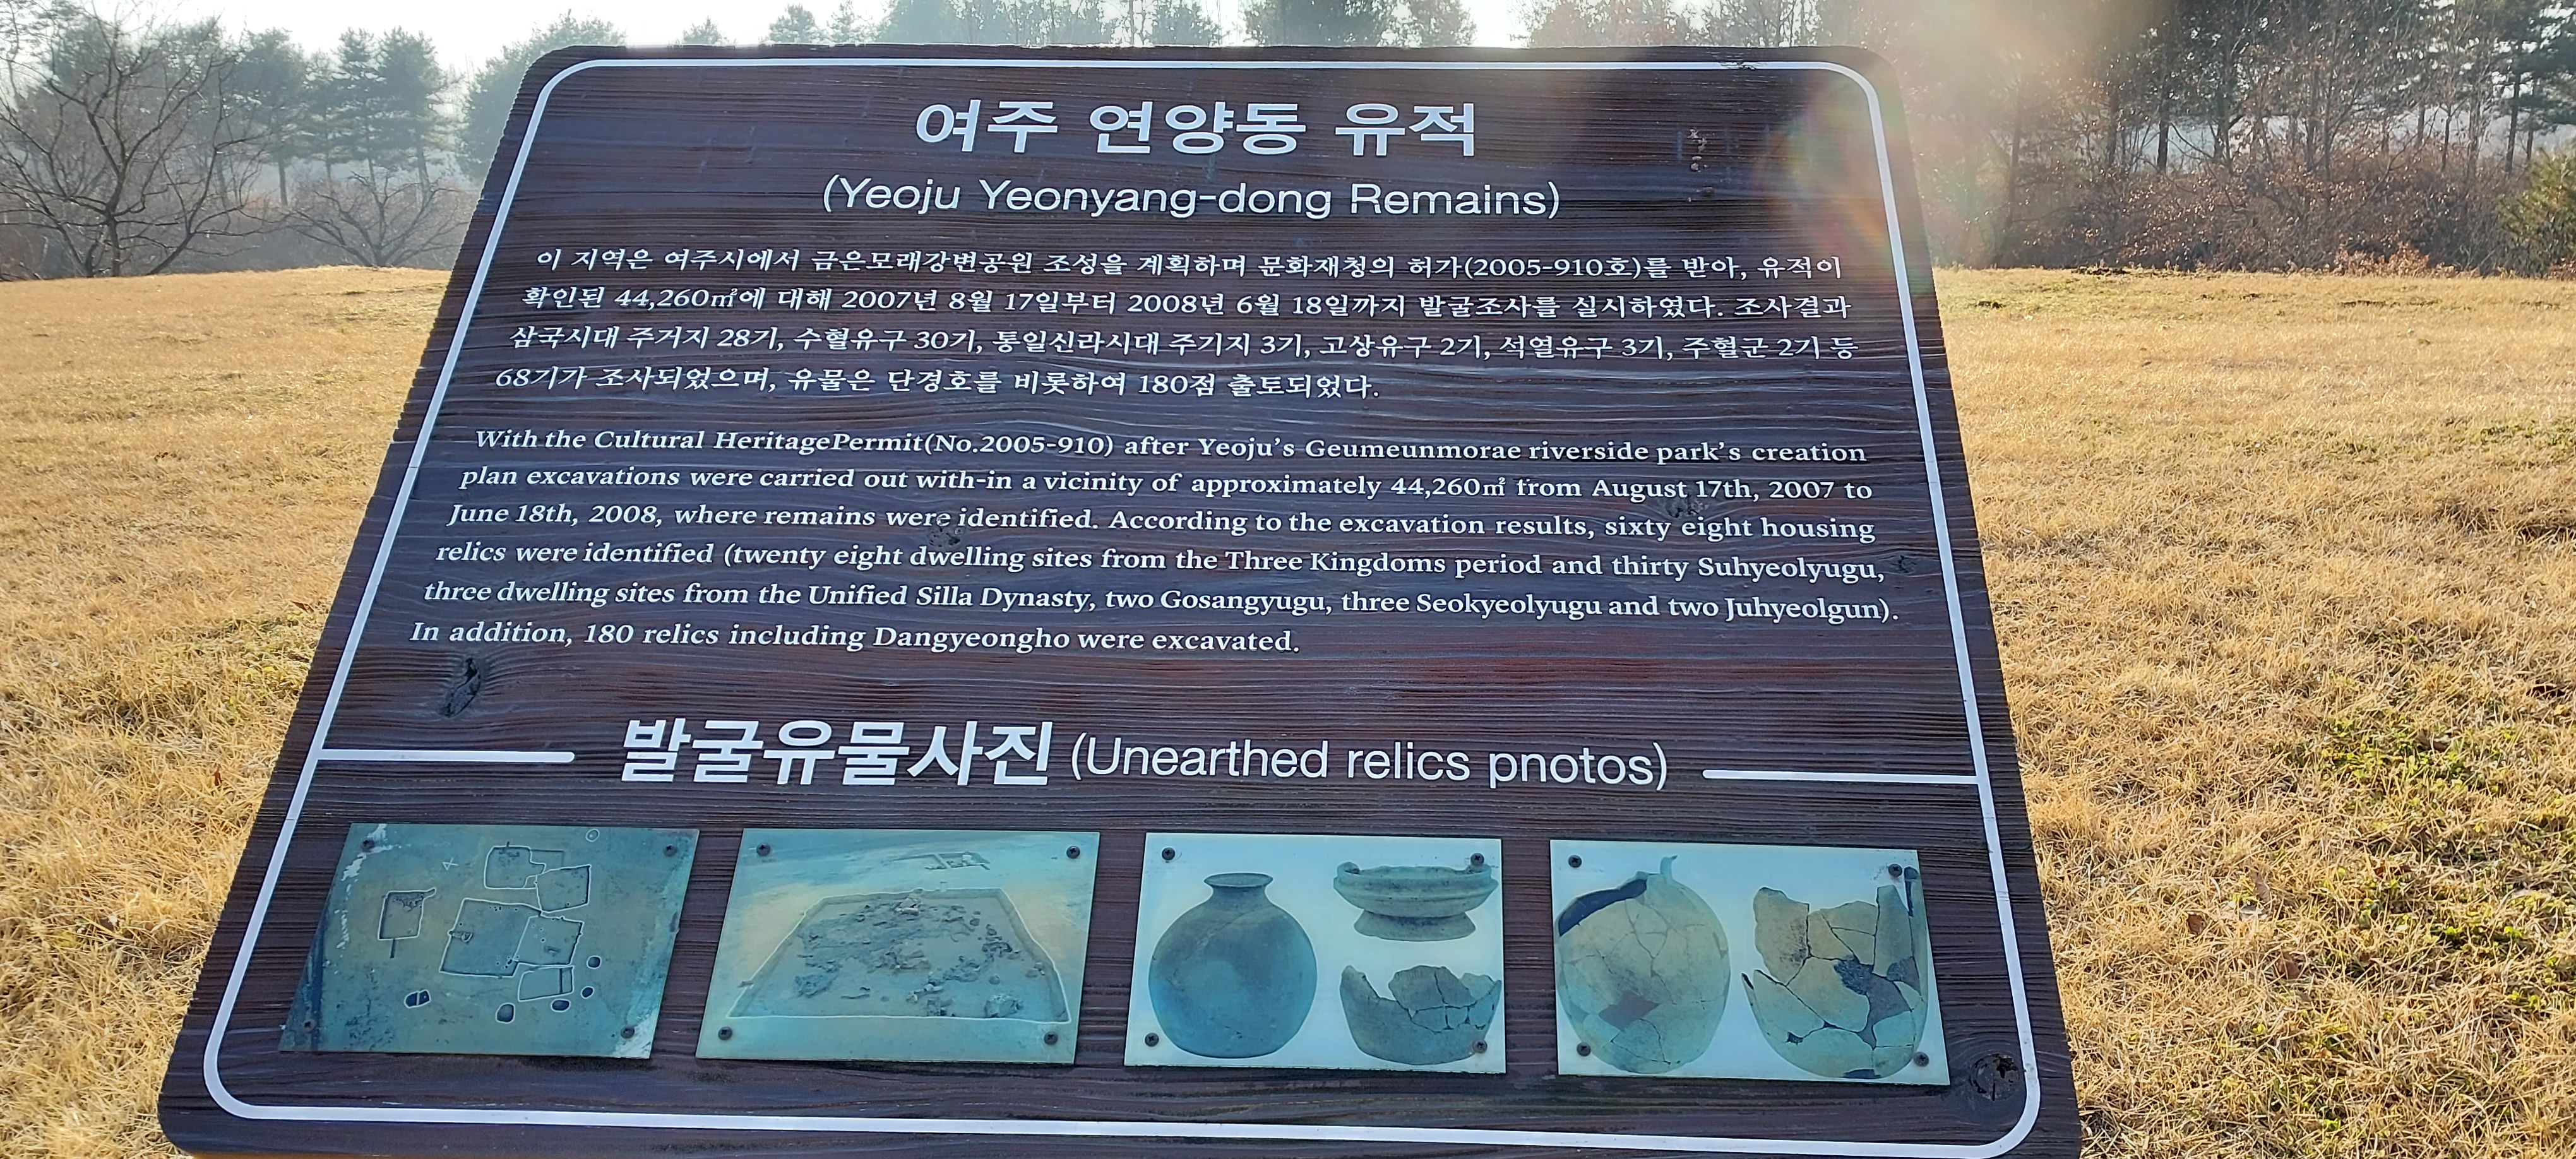 여주 연양동 유적
(Yeoju Yeonyang-dong Remains)
이 지역은 여주시에서 금은모래강변공원 조성을 계획하며 문화재청의 허가(2005-910호)를 받아, 유적이
확인된 44,260㎡에 대해 2007년 8월 17일부터 2008년 6월 18일까지 발굴조사를 실시하였다. 조사결과
삼국시대 주거지 28기, 수혈유구 30기, 통일신라시대 주기지 3기, 고상유구 2기, 석열유구 3기, 주혈군 2기 등
68기가 조사되었으며, 유물은 단경호를 비롯하여 180점 출토되었다.
With the Cultural HeritagePermit(No.2005-910) after Yeoju's Geumeunmorae riverside park's creation
plan excavations were carried out with-in a vicinity of approximately 44,260㎡ from August 17th, 2007 to
June 18th, 2008, where remains were identified. According to the excavation results, sixty eight housing
relics were identified (twenty eight dwelling sites from the Three Kingdoms period and thirty Suhyeolyugu,
three dwelling sites from the Unified Silla Dynasty, two Gosangyugu, three Seokyeolyugu and two Juhyeolgun).
In addition, 180 relics including Dangyeongho were excavated.
발굴유물사진 (Unearthed relics pnotos)